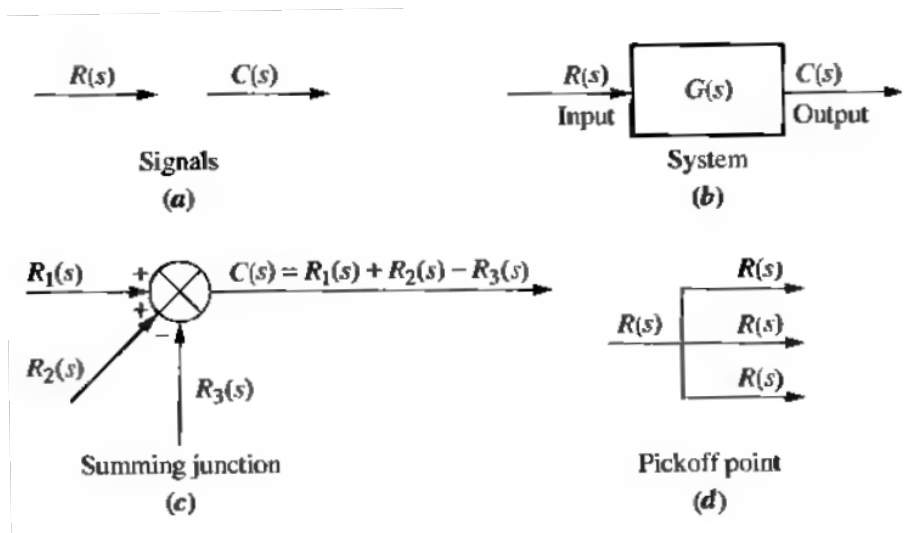 R(s)
C(s)
Signals
(a)
R(s)
Input
G(s)
C(s)
Output
System
(b)
R₁(s)
+
+
−
C(s) = R₁(s) + R₂(s) − R₃(s)
R₂(s)
R₃(s)
Summing junction
(c)
R(s)
R(s)
R(s)
R(s)
Pickoff point
(d)